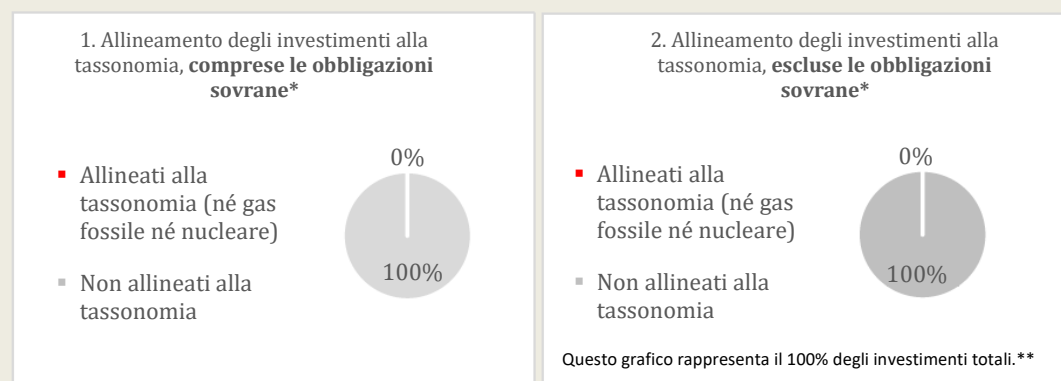 1. Allineamento degli investimenti alla
tassonomia, comprese le obbligazioni
sovrane*
Allineati alla
tassonomia (né gas
fossile né nucleare)
Non allineati alla
tassonomia
0%
100%
2. Allineamento degli investimenti alla
tassonomia, escluse le obbligazioni
sovrane*
Allineati alla
tassonomia (né gas
fossile né nucleare)
Non allineati alla
tassonomia
0%
100%
Questo grafico rappresenta il 100% degli investimenti totali.**